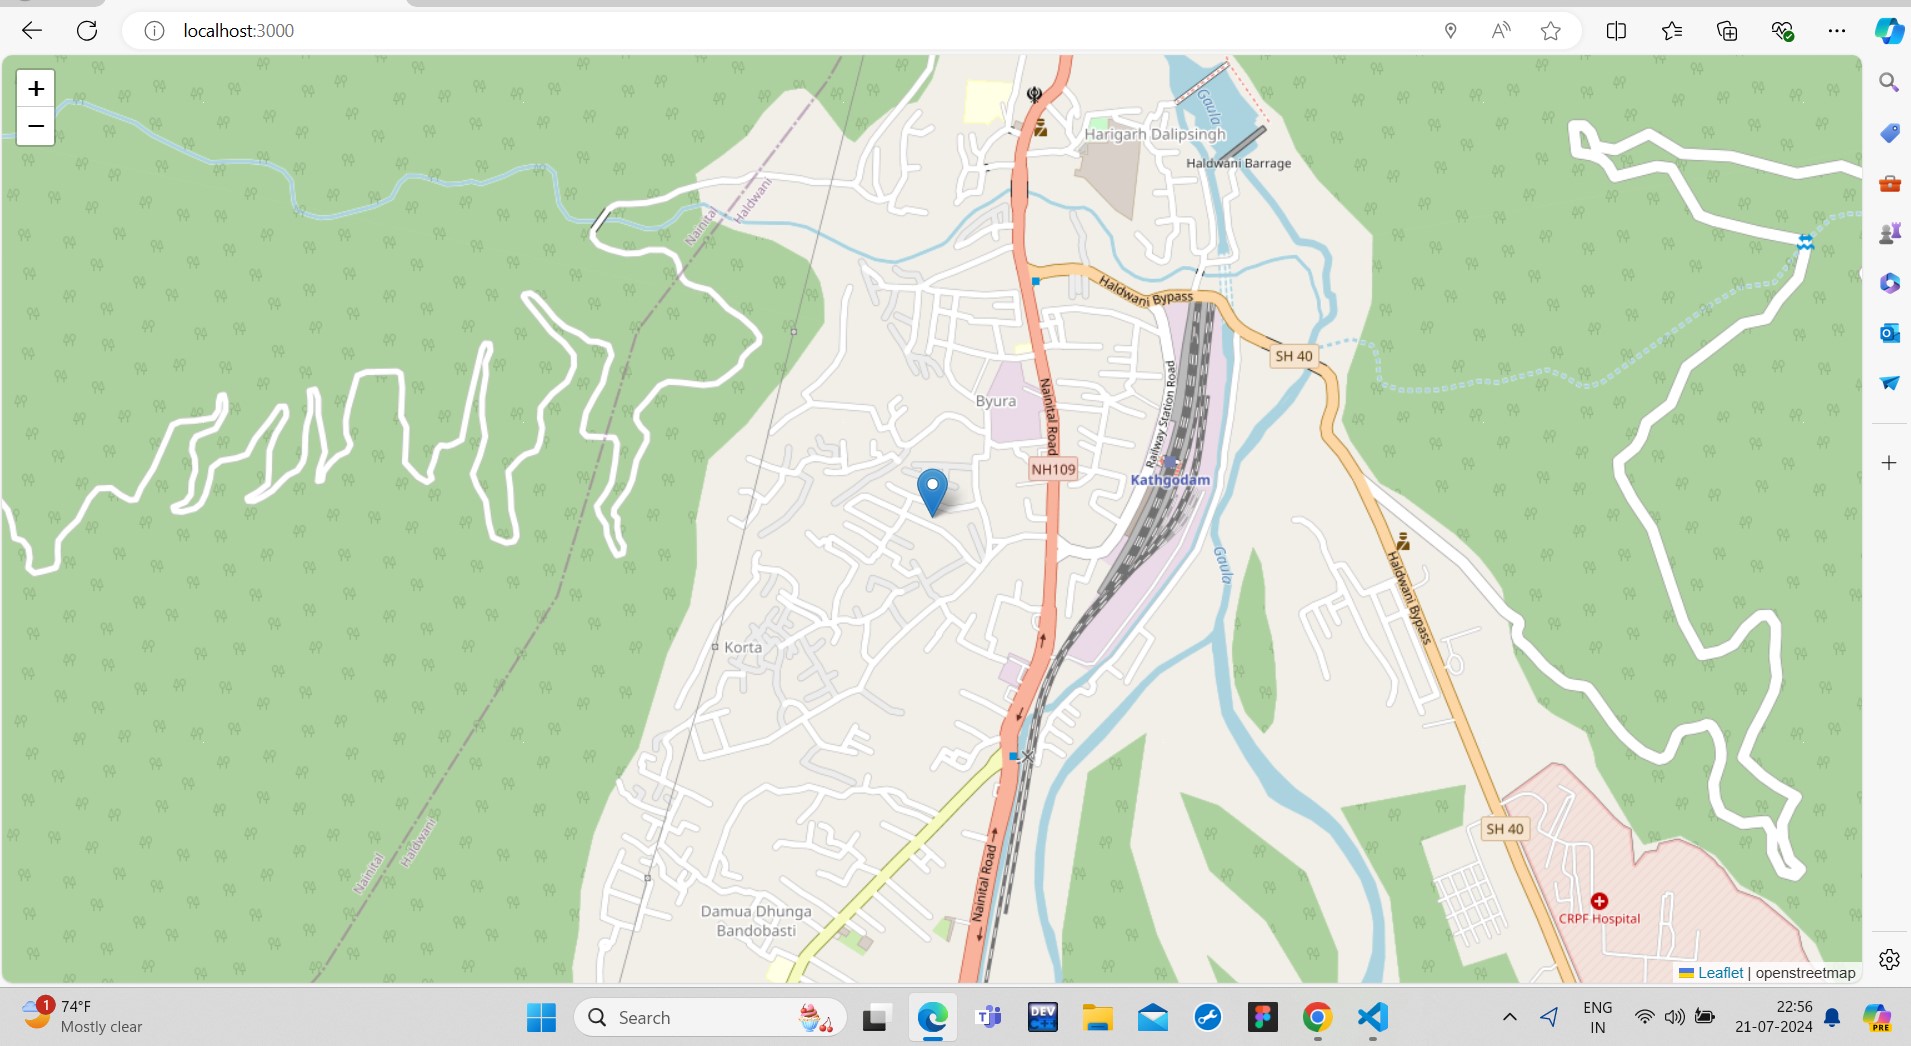 localhost:3000
+
−
Harigarh Dalipsingh
Gaula
Haldwani Barrage
Nainital
Haldwani
Haldwani Bypass
SH 40
Byura
Nainital Road
Railway Station Road
NH109
Kathgodam
Gaula
Haldwani Bypass
Korta
SH 40
Nainital
Haldwani
Nainital Road
Damua Dhunga
Bandobasti
CRPF Hospital
Leaflet | openstreetmap
1
74°F
Mostly clear
Search
DEV
C++
ENG
IN
22:56
21-07-2024
PRE